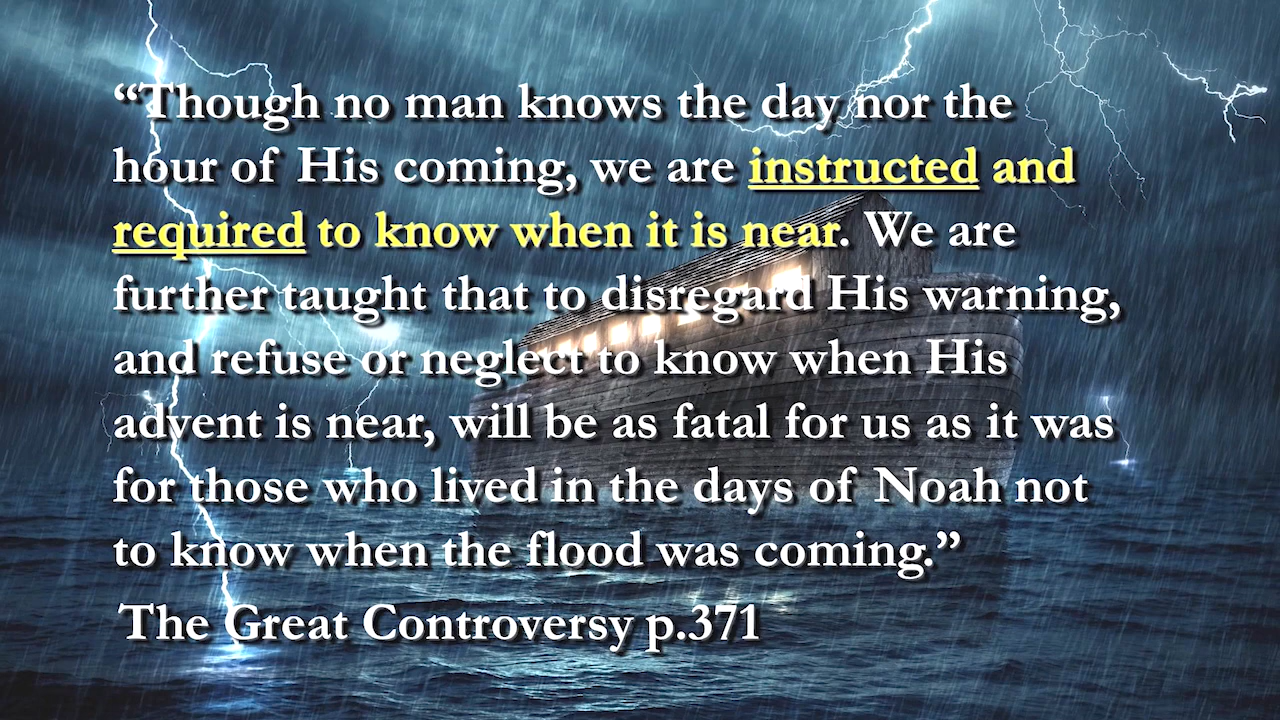 “Though no man knows the day nor the
hour of His coming, we are instructed and
required to know when it is near. We are
further taught that to disregard His warning,
and refuse or neglect to know when His
advent is near, will be as fatal for us as it was
for those who lived in the days of Noah not
to know when the flood was coming.”
The Great Controversy p.371